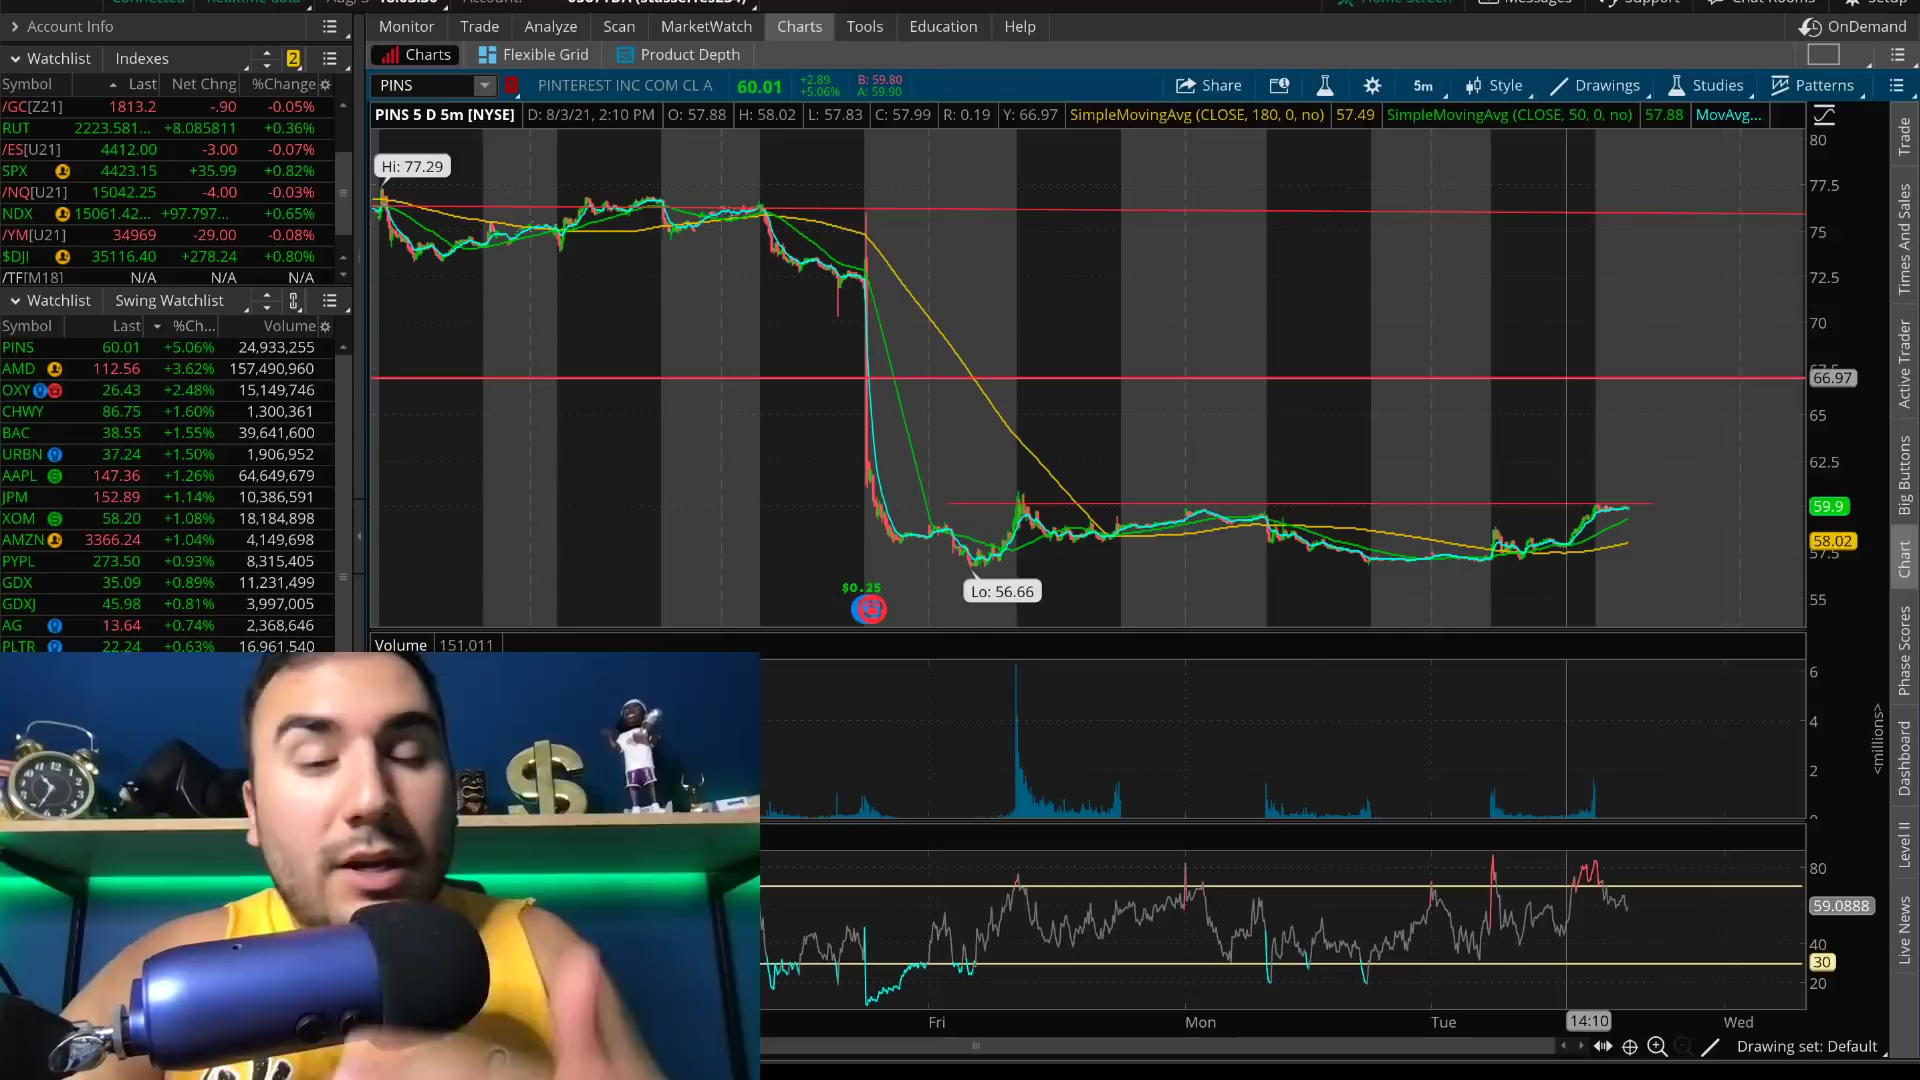 Account Info
Monitor Trade Analyze Scan MarketWatch Charts Tools Education Help
OnDemand
Watchlist Indexes 2
Charts Flexible Grid Product Depth
Symbol Last Net Chng %Change
/GC[Z21] 1813.2 -.90 -0.05%
RUT 2223.581... +8.085811 +0.36%
/ES[U21] 4412.00 -3.00 -0.07%
SPX 4423.15 +35.99 +0.82%
/NQ[U21] 15042.25 -4.00 -0.03%
NDX 15061.42... +97.797... +0.65%
/YM[U21] 34969 -29.00 -0.08%
$DJI 35116.40 +278.24 +0.80%
/TF[M18] N/A N/A N/A
PINS PINTEREST INC COM CL A 60.01 +2.89 +5.06% B: 59.80 A: 59.90 Share 5m Style Drawings Studies Patterns
PINS 5 D 5m [NYSE] D: 8/3/21, 2:10 PM O: 57.88 H: 58.02 L: 57.83 C: 57.99 R: 0.19 Y: 66.97 SimpleMovingAvg (CLOSE, 180, 0, no) 57.49 SimpleMovingAvg (CLOSE, 50, 0, no) 57.88 MovAvg...
Watchlist Swing Watchlist
Symbol Last %Ch... Volume
PINS 60.01 +5.06% 24,933,255
AMD 112.56 +3.62% 157,490,960
OXY 26.43 +2.48% 15,149,746
CHWY 86.75 +1.60% 1,300,361
BAC 38.55 +1.55% 39,641,600
URBN 37.24 +1.50% 1,906,952
AAPL 147.36 +1.26% 64,649,679
JPM 152.89 +1.14% 10,386,591
XOM 58.20 +1.08% 18,184,898
AMZN 3366.24 +1.04% 4,149,698
PYPL 273.50 +0.93% 8,315,405
GDX 35.09 +0.89% 11,231,499
GDXJ 45.98 +0.81% 3,997,005
AG 13.64 +0.74% 2,368,646
PLTR 22.24 +0.63% 16,961,540
Hi: 77.29
Lo: 56.66
$0.25
80
77.5
75
72.5
70
66.97
65
62.5
59.9
58.02
57.5
55
Volume 151,011
6
4
2
0
<millions>
80
59.0888
40
30
20
Fri Mon Tue 14:10 Wed
Drawing set: Default
Trade
Times And Sales
Active Trader
Big Buttons
Chart
Phase Scores
Dashboard
Level II
Live News